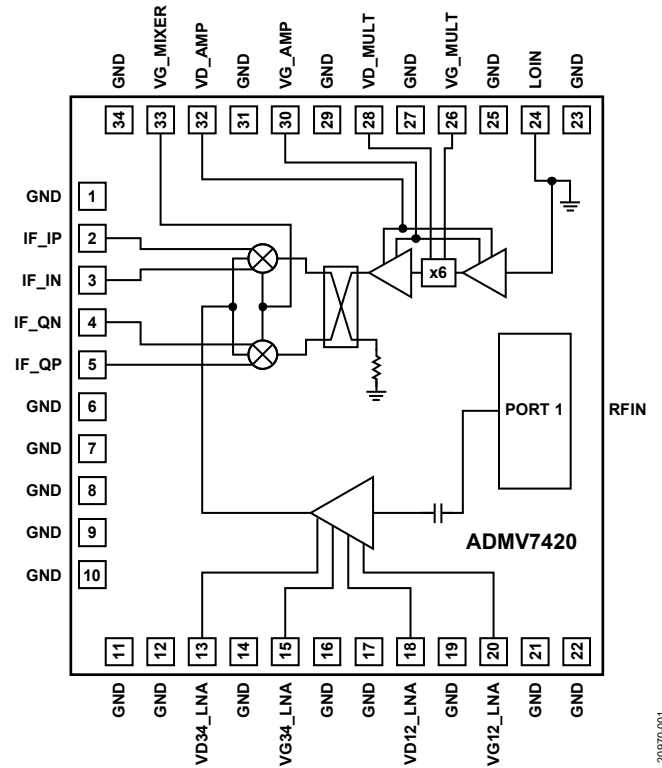 GND
VG_MIXER
VD_AMP
GND
VG_AMP
GND
VD_MULT
GND
VG_MULT
GND
LOIN
GND
34
33
32
31
30
29
28
27
26
25
24
23
GND 1
IF_IP 2
IF_IN 3
IF_QN 4
IF_QP 5
GND 6
GND 7
GND 8
GND 9
GND 10
x6
PORT 1
RFIN
ADMV7420
11
12
13
14
15
16
17
18
19
20
21
22
GND
GND
VD34_LNA
GND
VG34_LNA
GND
GND
VD12_LNA
GND
VG12_LNA
GND
GND
20970-001